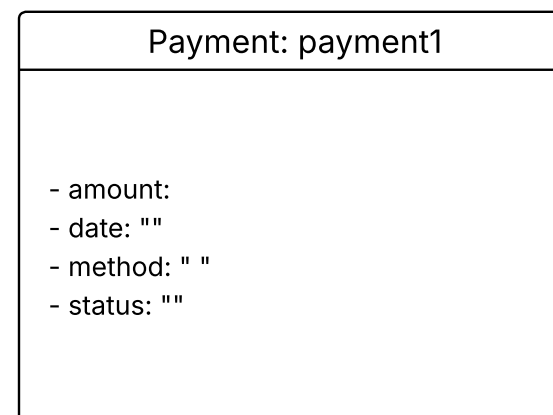 Payment: payment1
- amount:
- date: ""
- method: " "
- status: ""